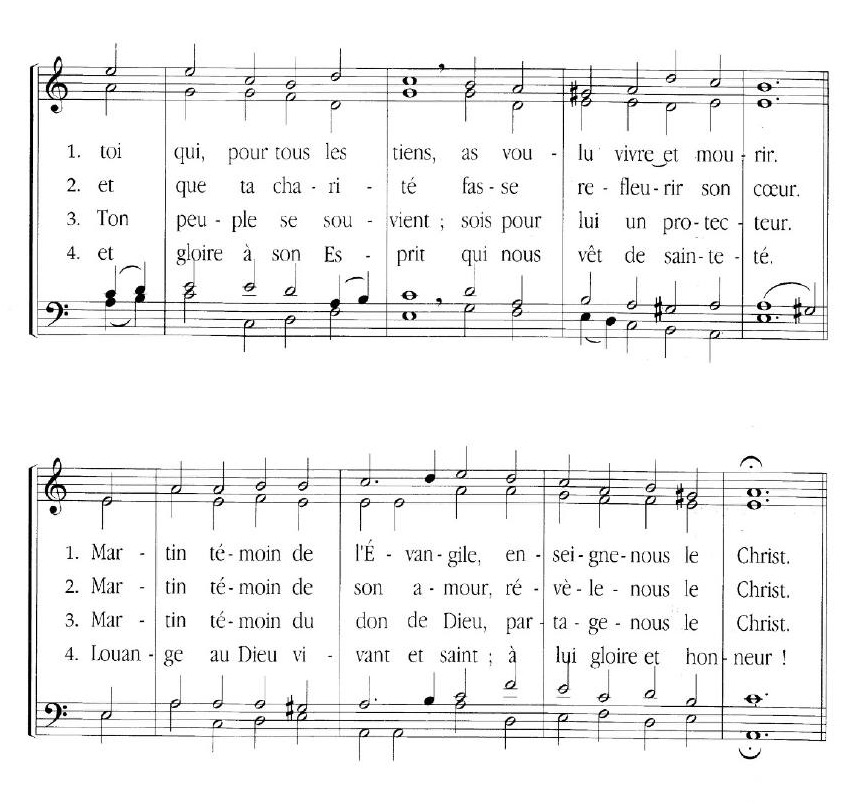 1. toi qui, pour tous les tiens, as vou - lu vivre et mou - rir.
2. et que ta cha - ri - té fas - se re - fleu - rir son cœur.
3. Ton peu - ple se sou - vient ; sois pour lui un pro - tec - teur.
4. et gloire à son Es - prit qui nous vêt de sain - te - té.
1. Mar - tin té - moin de l'É - van - gile, en - sei - gne - nous le Christ.
2. Mar - tin té - moin de son a - mour, ré - vè - le - nous le Christ.
3. Mar - tin té - moin du don de Dieu, par - ta - ge - nous le Christ.
4. Louan - ge au Dieu vi - vant et saint ; à lui gloire et hon - neur !